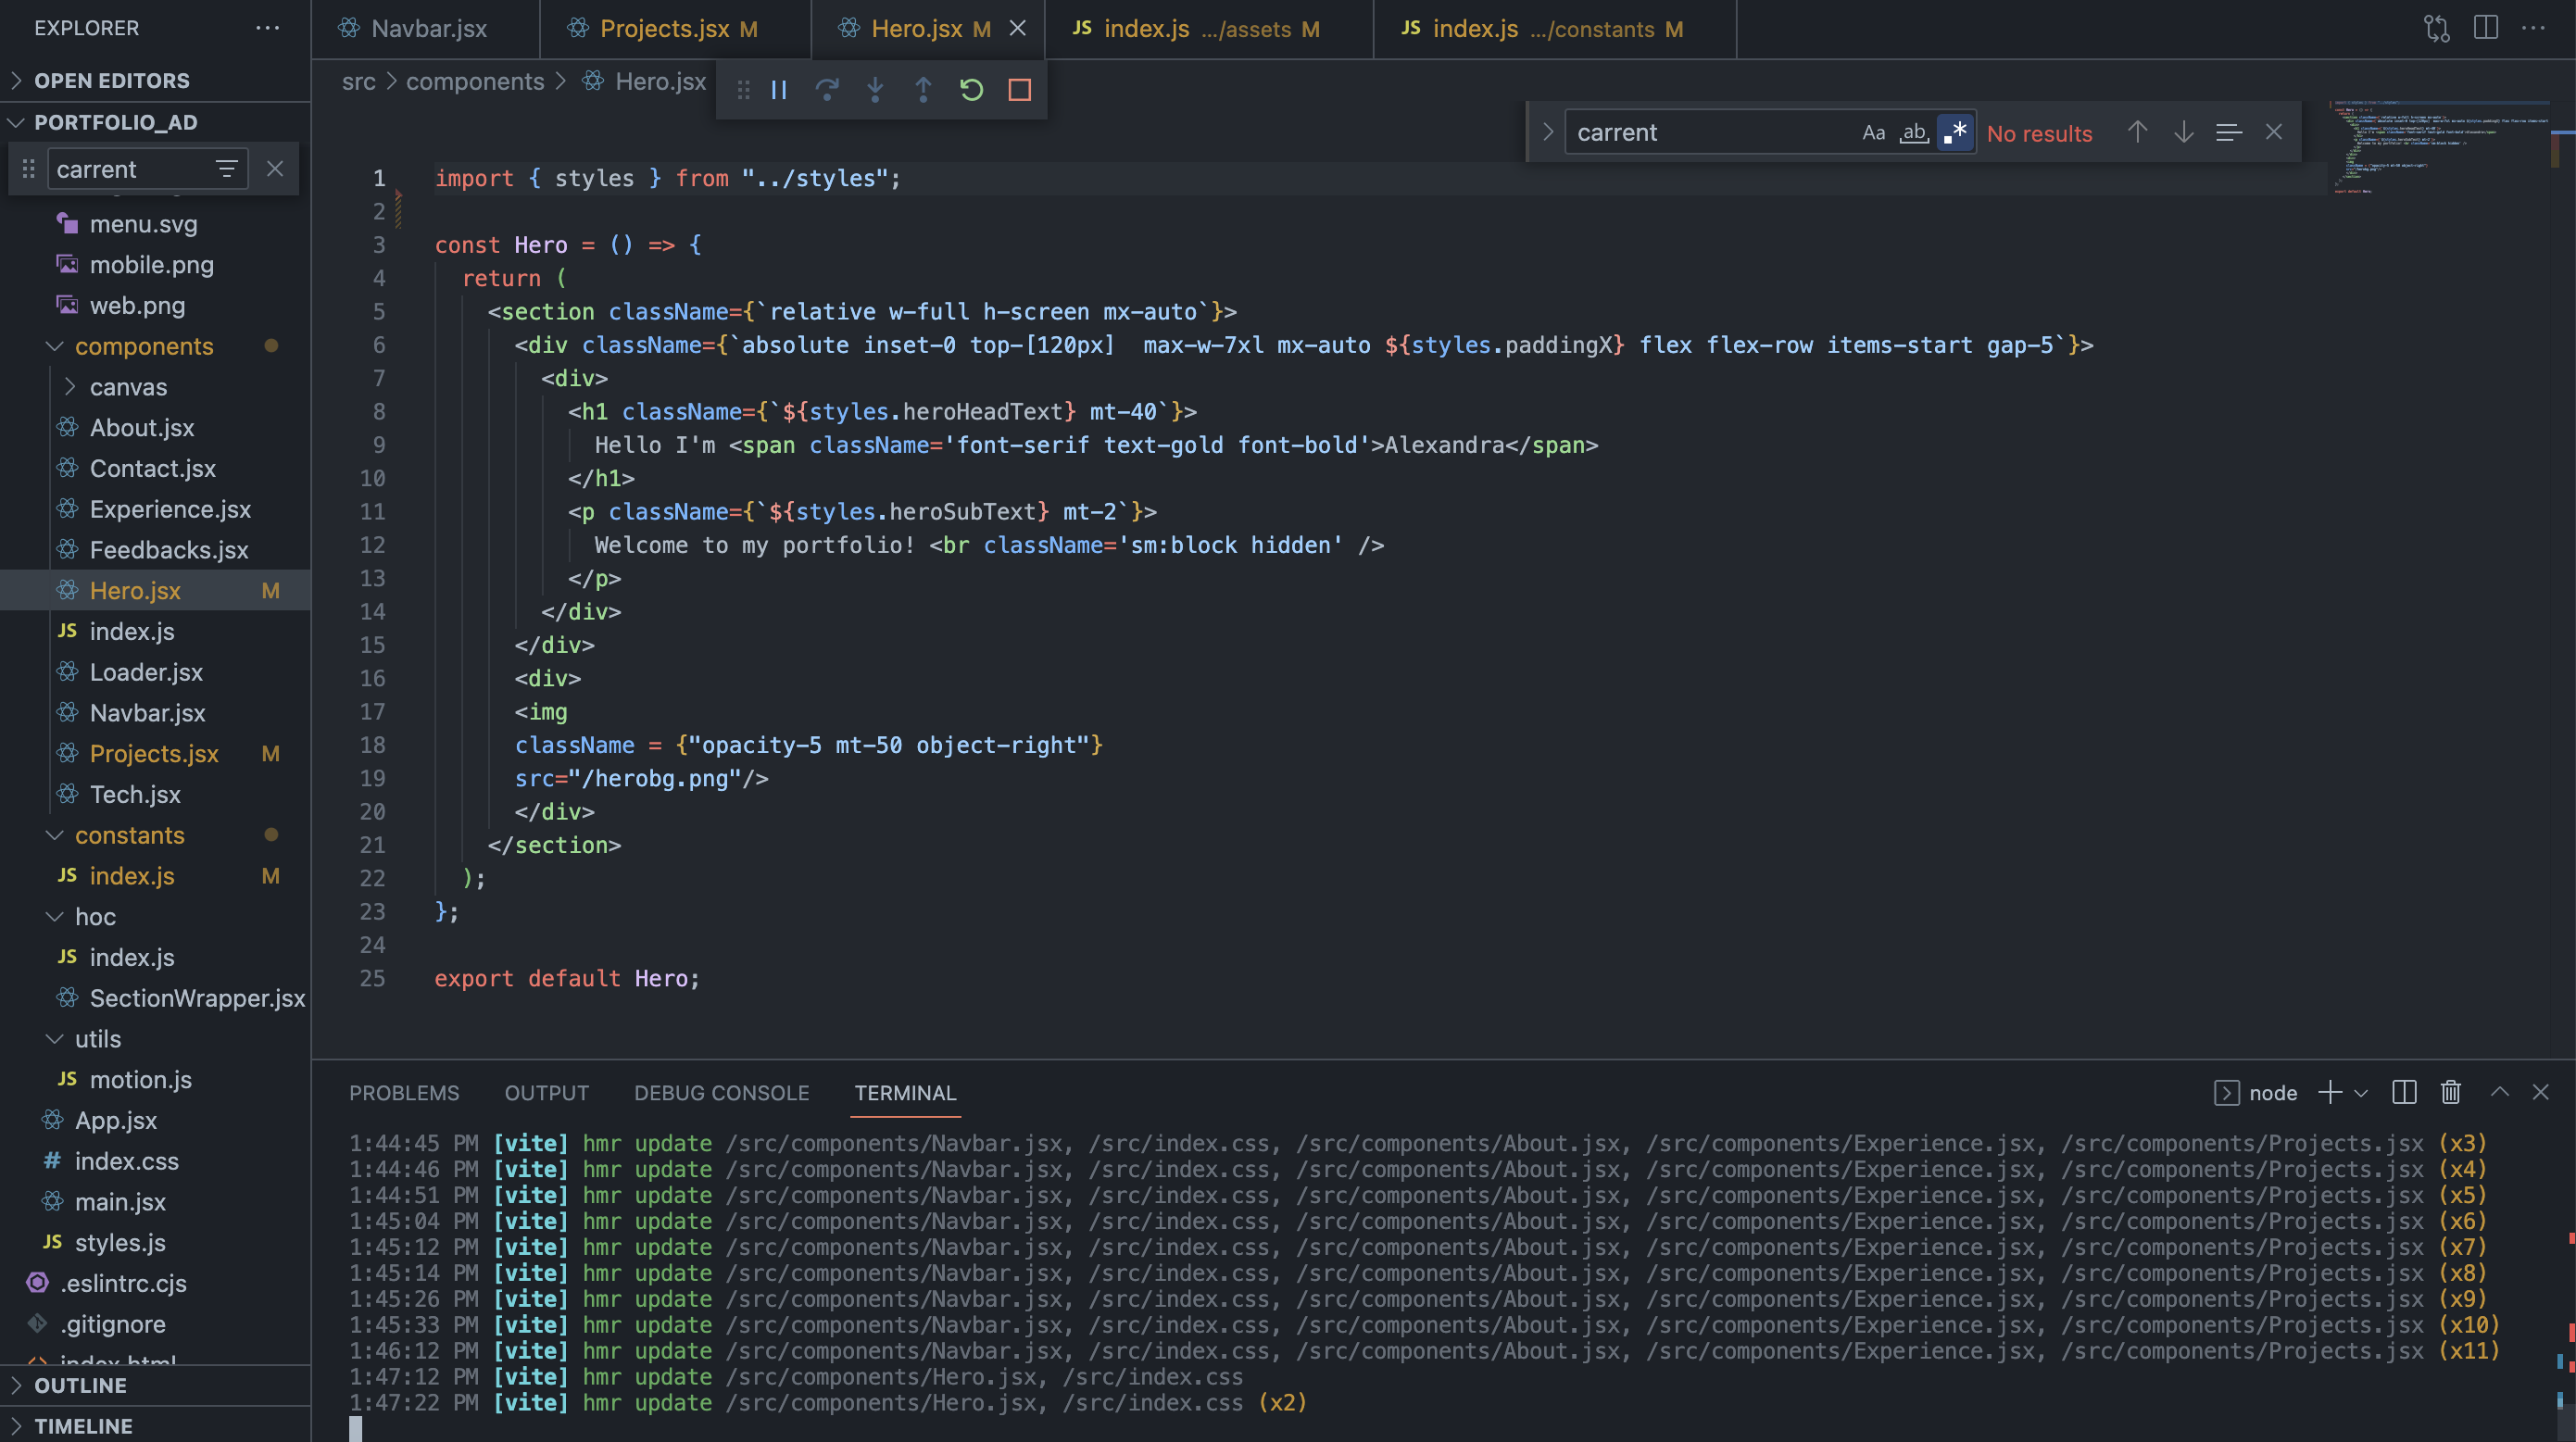 EXPLORER
OPEN EDITORS
PORTFOLIO_AD
carrent
menu.svg
mobile.png
web.png
components
canvas
About.jsx
Contact.jsx
Experience.jsx
Feedbacks.jsx
Hero.jsx M
index.js
Loader.jsx
Navbar.jsx
Projects.jsx M
Tech.jsx
constants
index.js M
hoc
index.js
SectionWrapper.jsx
utils
motion.js
App.jsx
index.css
main.jsx
styles.js
.eslintrc.cjs
.gitignore
index.html
OUTLINE
TIMELINE
Navbar.jsx Projects.jsx M Hero.jsx M index.js .../assets M index.js .../constants M
src > components > Hero.jsx
carrent Aa ab .* No results
1 import { styles } from "../styles";
2
3 const Hero = () => {
4 return (
5 <section className={`relative w-full h-screen mx-auto`}>
6 <div className={`absolute inset-0 top-[120px]  max-w-7xl mx-auto ${styles.paddingX} flex flex-row items-start gap-5`}>
7 <div>
8 <h1 className={`${styles.heroHeadText} mt-40`}>
9 Hello I'm <span className='font-serif text-gold font-bold'>Alexandra</span>
10 </h1>
11 <p className={`${styles.heroSubText} mt-2`}>
12 Welcome to my portfolio! <br className='sm:block hidden' />
13 </p>
14 </div>
15 </div>
16 <div>
17 <img
18 className = {"opacity-5 mt-50 object-right"}
19 src="/herobg.png"/>
20 </div>
21 </section>
22 );
23 };
24
25 export default Hero;
PROBLEMS OUTPUT DEBUG CONSOLE TERMINAL
node
1:44:45 PM [vite] hmr update /src/components/Navbar.jsx, /src/index.css, /src/components/About.jsx, /src/components/Experience.jsx, /src/components/Projects.jsx (x3)
1:44:46 PM [vite] hmr update /src/components/Navbar.jsx, /src/index.css, /src/components/About.jsx, /src/components/Experience.jsx, /src/components/Projects.jsx (x4)
1:44:51 PM [vite] hmr update /src/components/Navbar.jsx, /src/index.css, /src/components/About.jsx, /src/components/Experience.jsx, /src/components/Projects.jsx (x5)
1:45:04 PM [vite] hmr update /src/components/Navbar.jsx, /src/index.css, /src/components/About.jsx, /src/components/Experience.jsx, /src/components/Projects.jsx (x6)
1:45:12 PM [vite] hmr update /src/components/Navbar.jsx, /src/index.css, /src/components/About.jsx, /src/components/Experience.jsx, /src/components/Projects.jsx (x7)
1:45:14 PM [vite] hmr update /src/components/Navbar.jsx, /src/index.css, /src/components/About.jsx, /src/components/Experience.jsx, /src/components/Projects.jsx (x8)
1:45:26 PM [vite] hmr update /src/components/Navbar.jsx, /src/index.css, /src/components/About.jsx, /src/components/Experience.jsx, /src/components/Projects.jsx (x9)
1:45:33 PM [vite] hmr update /src/components/Navbar.jsx, /src/index.css, /src/components/About.jsx, /src/components/Experience.jsx, /src/components/Projects.jsx (x10)
1:46:12 PM [vite] hmr update /src/components/Navbar.jsx, /src/index.css, /src/components/About.jsx, /src/components/Experience.jsx, /src/components/Projects.jsx (x11)
1:47:12 PM [vite] hmr update /src/components/Hero.jsx, /src/index.css
1:47:22 PM [vite] hmr update /src/components/Hero.jsx, /src/index.css (x2)